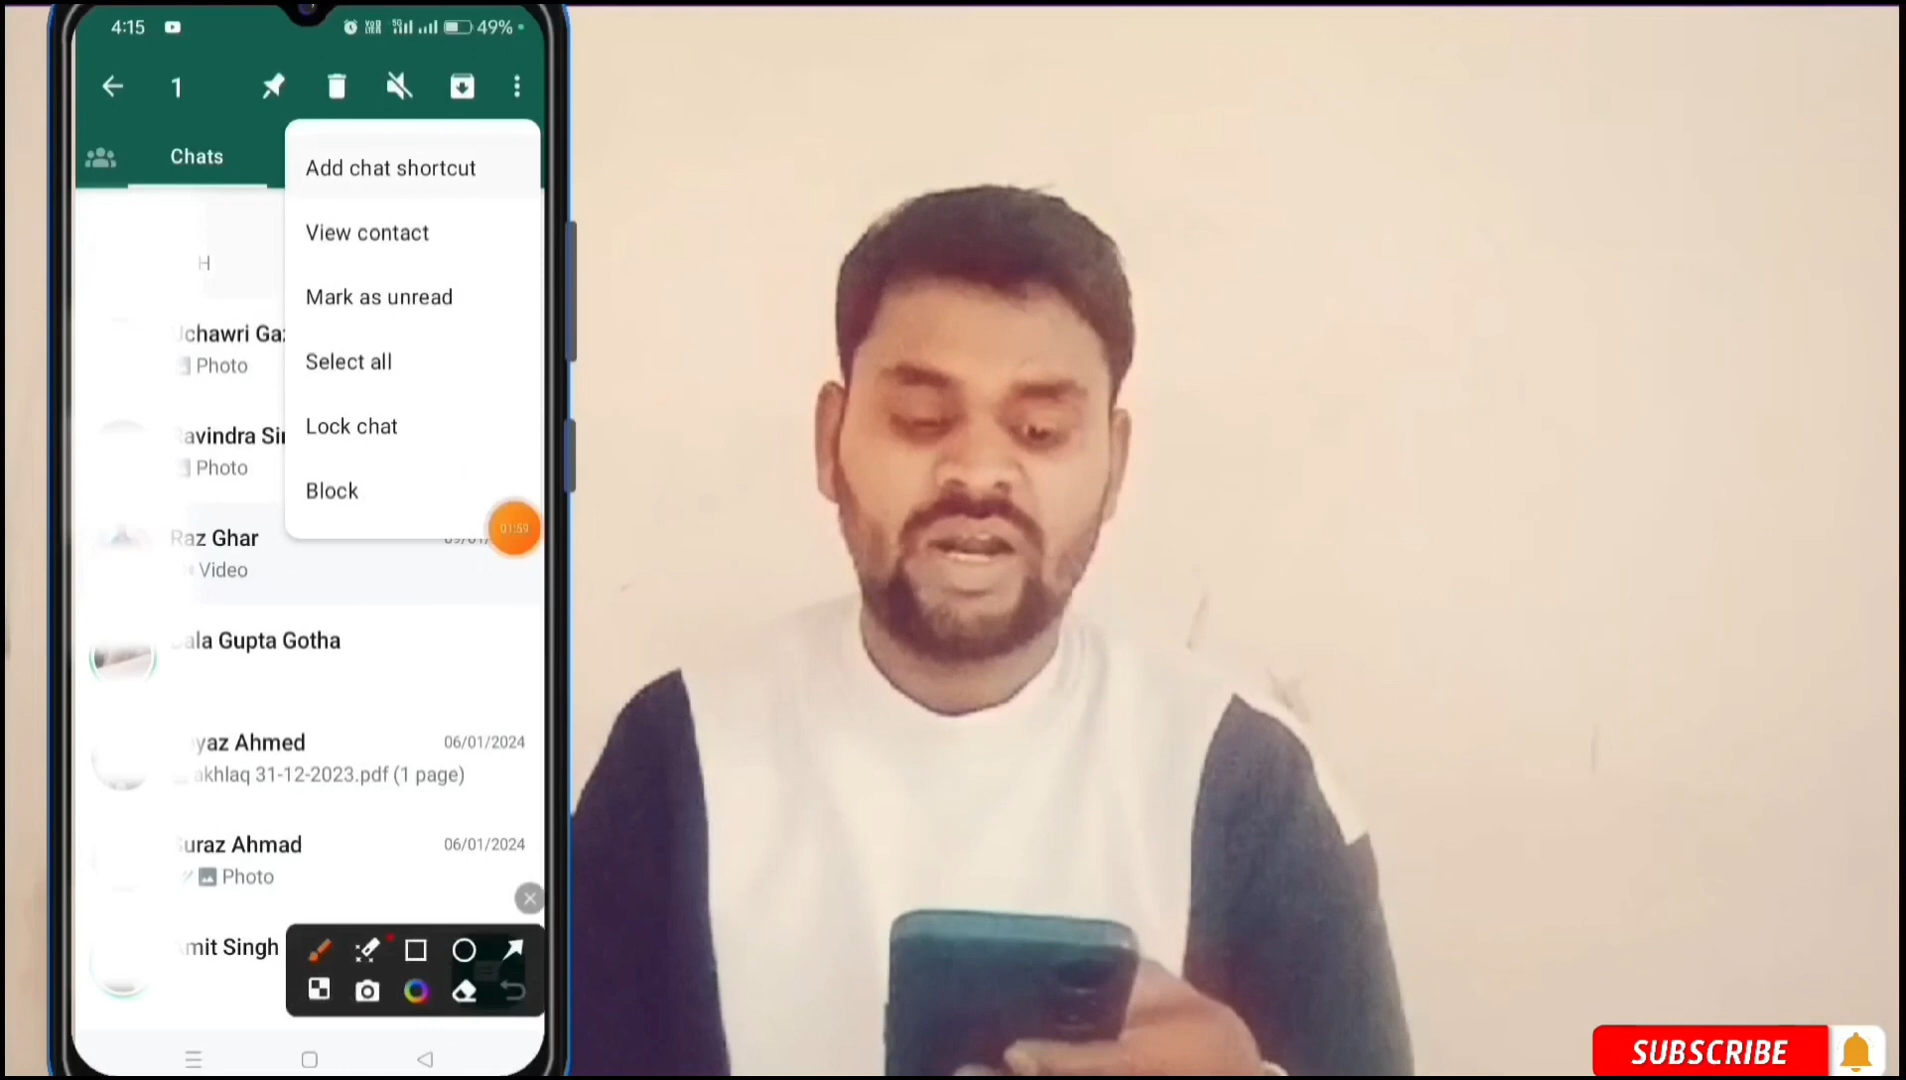 4:15 49%
1
Chats
Add chat shortcut
View contact
Mark as unread
Select all
Lock chat
Block
H
chawri Ga
Photo
avindra Si
Photo
Raz Ghar
Video
01:59
ala Gupta Gotha
yaz Ahmed 06/01/2024
akhlaq 31-12-2023.pdf (1 page)
uraz Ahmad 06/01/2024
Photo
mit Singh
SUBSCRIBE